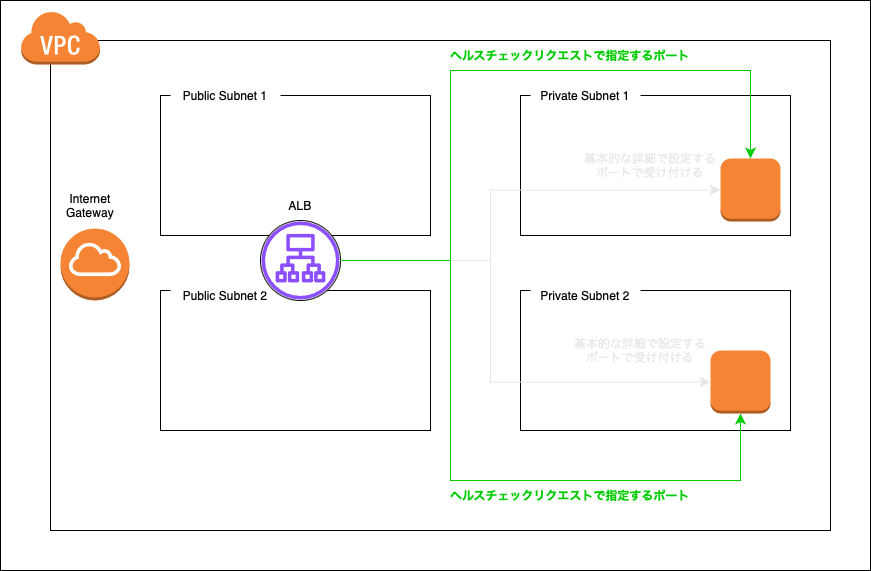 VPC
ヘルスチェックリクエストで指定するポート
Public Subnet 1
Private Subnet 1
基本的な詳細で設定する
ポートで受け付ける
Internet
Gateway
ALB
Public Subnet 2
Private Subnet 2
基本的な詳細で設定する
ポートで受け付ける
ヘルスチェックリクエストで指定するポート